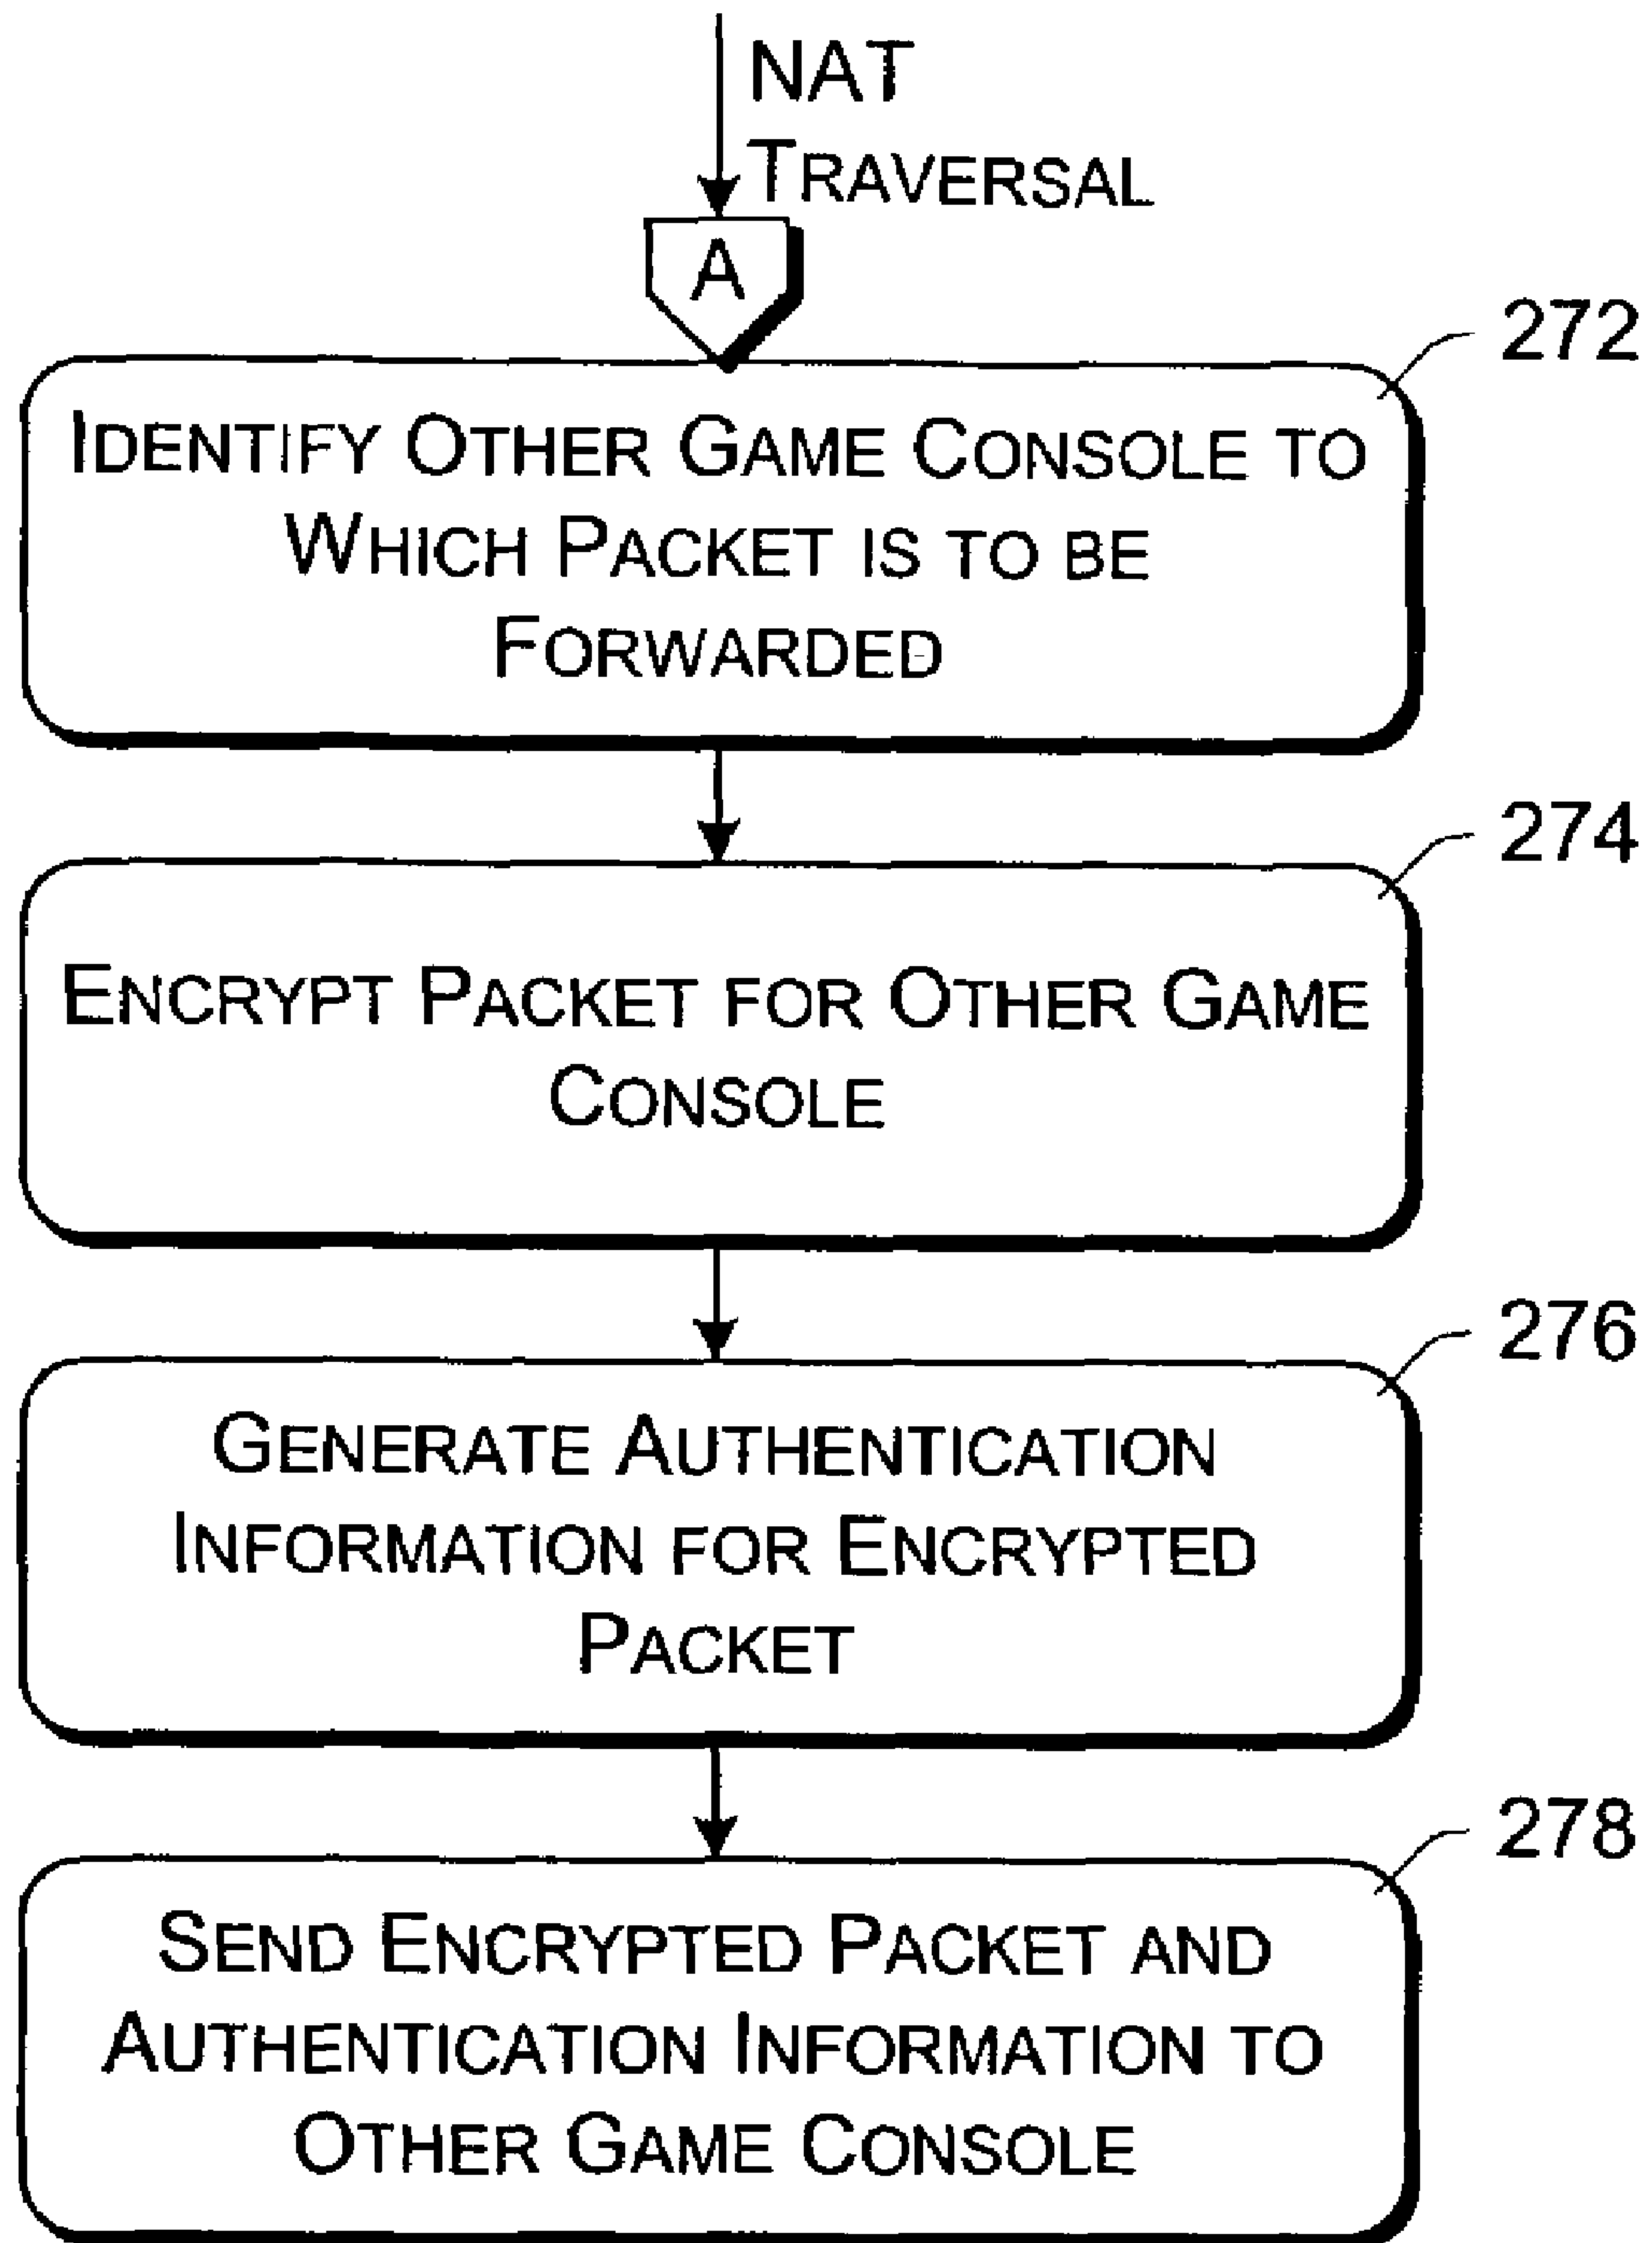 NAT
TRAVERSAL
A
272
IDENTIFY OTHER GAME CONSOLE TO
WHICH PACKET IS TO BE
FORWARDED
274
ENCRYPT PACKET FOR OTHER GAME
CONSOLE
276
GENERATE AUTHENTICATION
INFORMATION FOR ENCRYPTED
PACKET
278
SEND ENCRYPTED PACKET AND
AUTHENTICATION INFORMATION TO
OTHER GAME CONSOLE